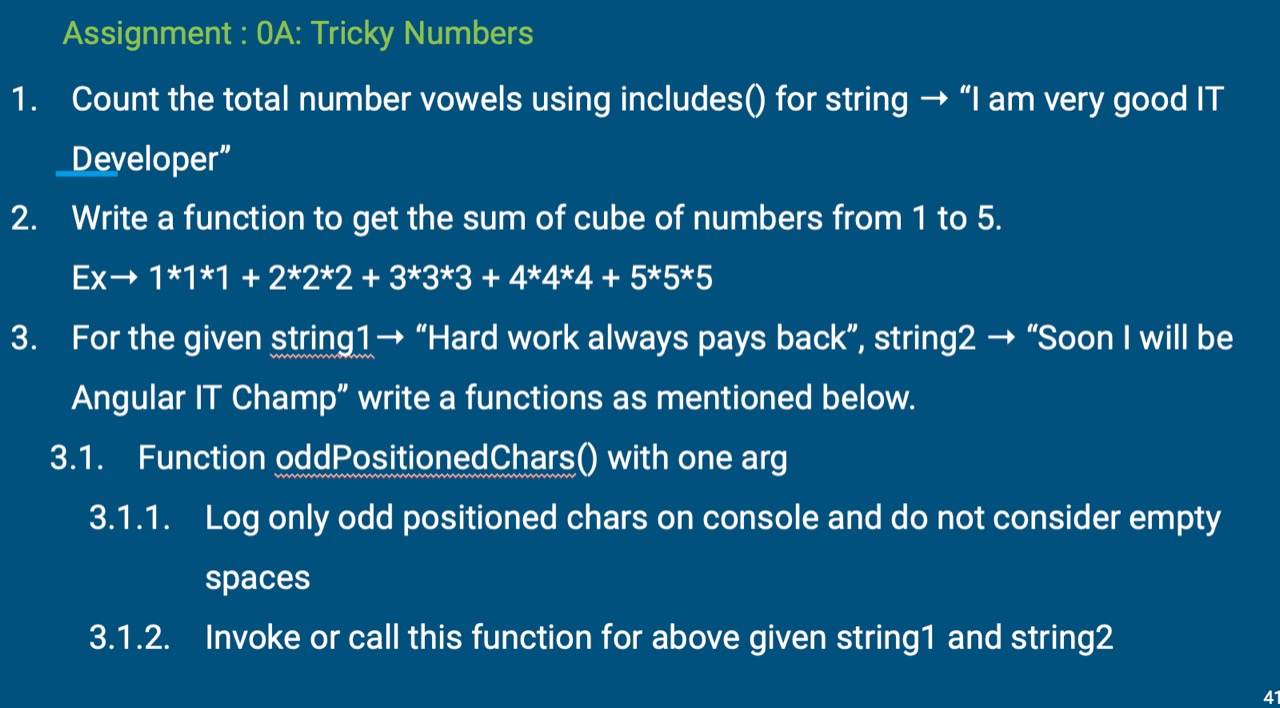 Assignment : 0A: Tricky Numbers
1. Count the total number vowels using includes() for string → “I am very good IT
Developer”
2. Write a function to get the sum of cube of numbers from 1 to 5.
Ex→ 1*1*1 + 2*2*2 + 3*3*3 + 4*4*4 + 5*5*5
3. For the given string1→ “Hard work always pays back”, string2 → “Soon I will be
Angular IT Champ” write a functions as mentioned below.
3.1. Function oddPositionedChars() with one arg
3.1.1. Log only odd positioned chars on console and do not consider empty
spaces
3.1.2. Invoke or call this function for above given string1 and string2
41